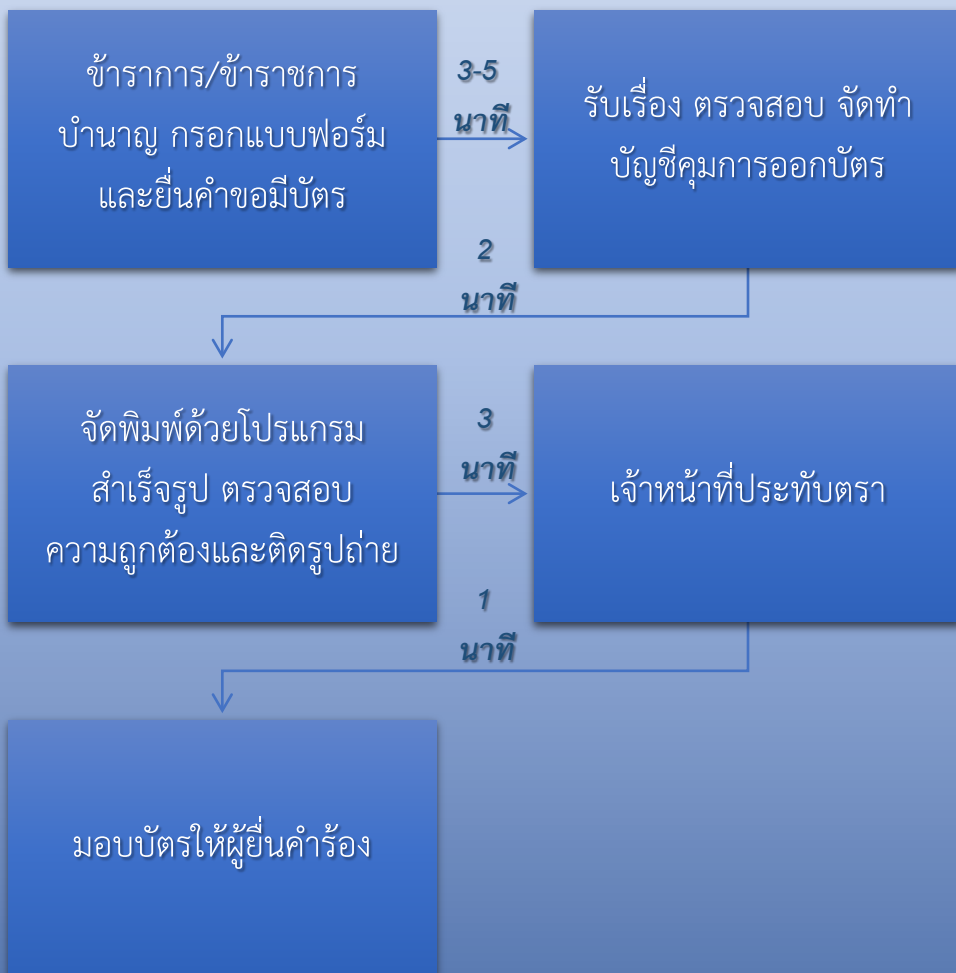 ข้าราการ/ข้าราชการ
บำนาญ กรอกแบบฟอร์ม
และยื่นคำขอมีบัตร
3-5
นาที
รับเรื่อง ตรวจสอบ จัดทำ
บัญชีคุมการออกบัตร
2
นาที
จัดพิมพ์ด้วยโปรแกรม
สำเร็จรูป ตรวจสอบ
ความถูกต้องและติดรูปถ่าย
3
นาที
เจ้าหน้าที่ประทับตรา
1
นาที
มอบบัตรให้ผู้ยื่นคำร้อง